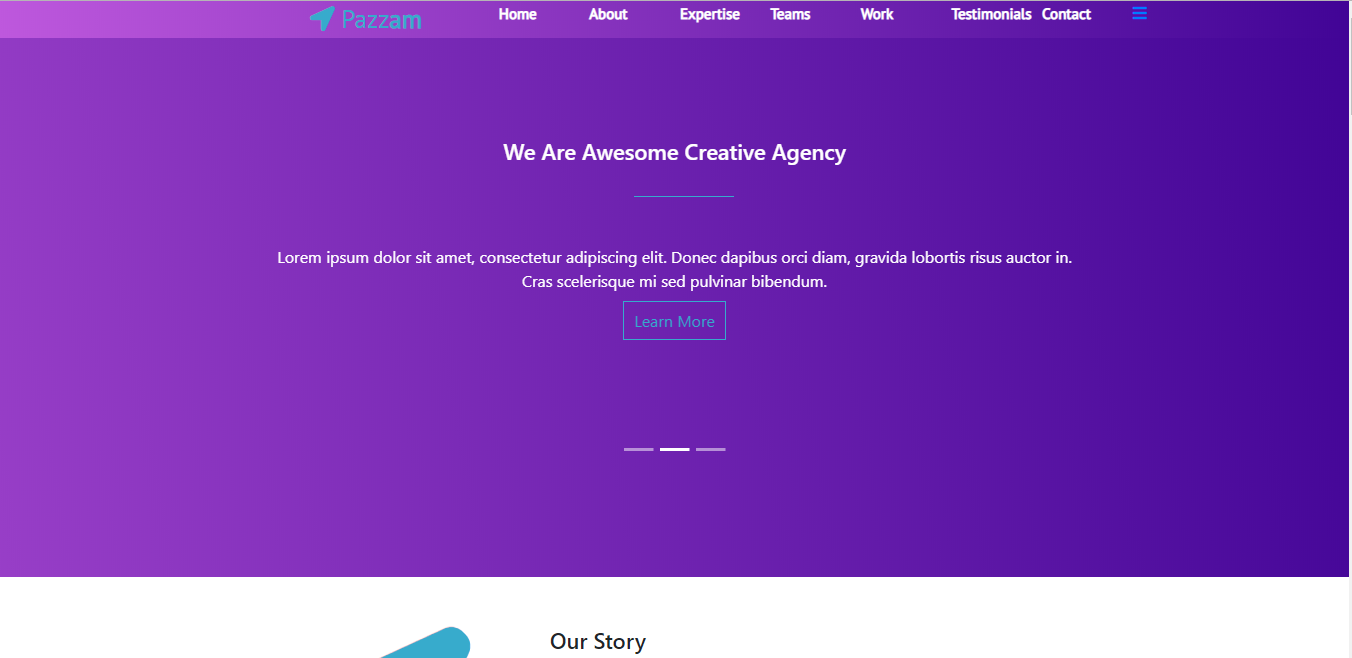 Pazzam Home About Expertise Teams Work Testimonials Contact
We Are Awesome Creative Agency
Lorem ipsum dolor sit amet, consectetur adipiscing elit. Donec dapibus orci diam, gravida lobortis risus auctor in.
Cras scelerisque mi sed pulvinar bibendum.
Learn More
Our Story